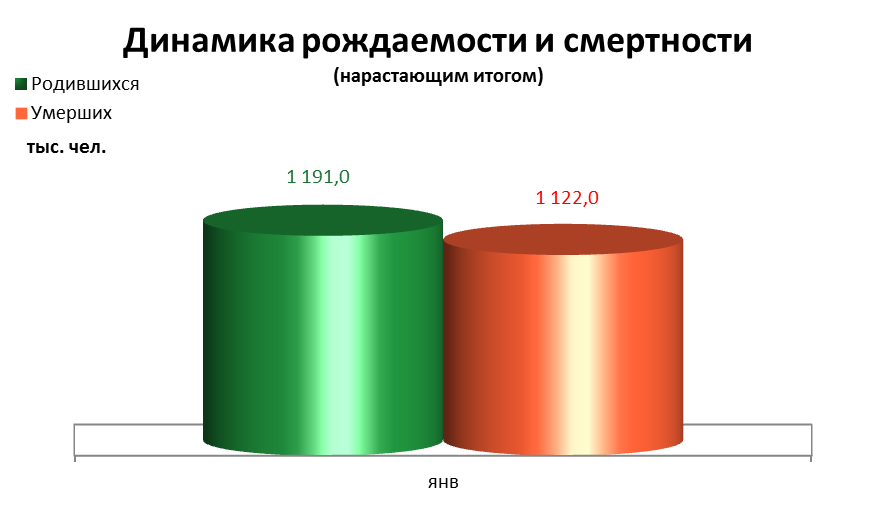 Динамика рождаемости и смертности
(нарастающим итогом)
Родившихся
Умерших
тыс. чел.
1 191,0
1 122,0
янв